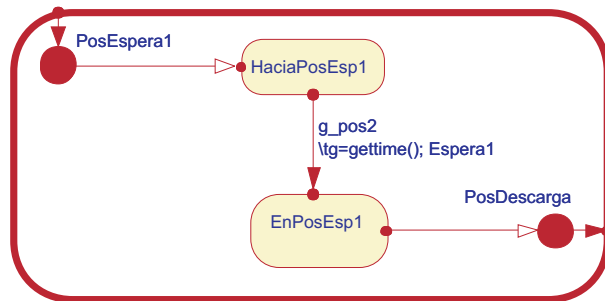 PosEspera1
HaciaPosEsp1
g_pos2
\tg=gettime(); Espera1
PosDescarga
EnPosEsp1